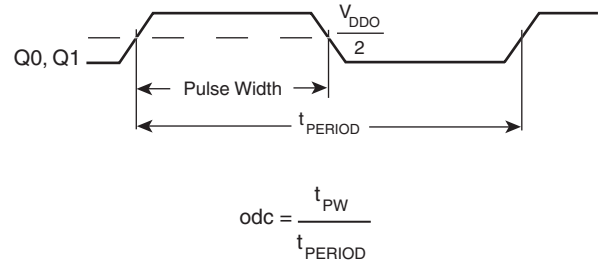 V_DDO
2
Q0, Q1
Pulse Width
t_PERIOD
odc = t_PW
t_PERIOD